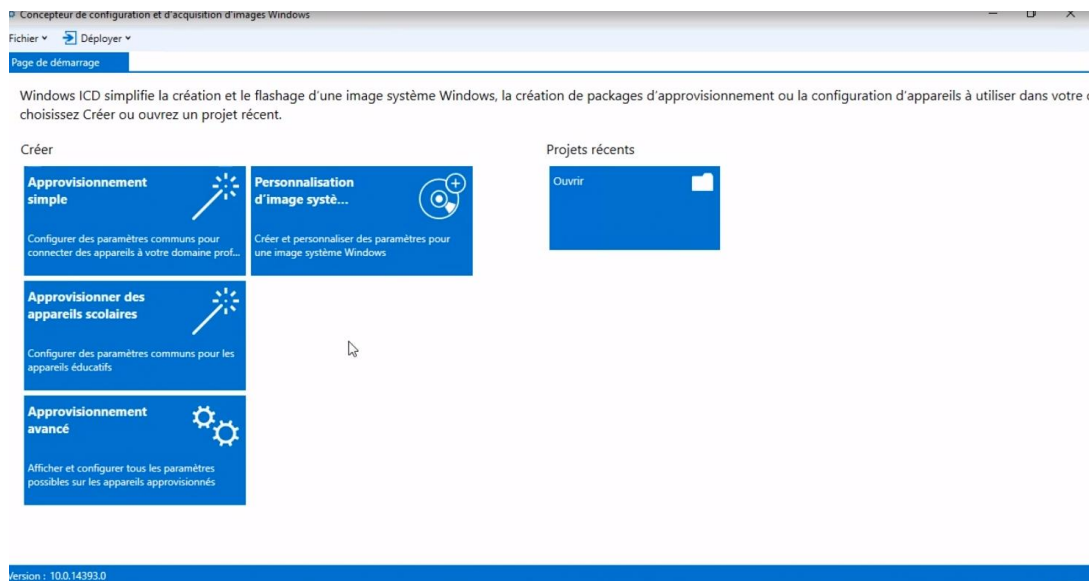 Concepteur de configuration et d'acquisition d'images Windows
Fichier Déployer
Page de démarrage
Windows ICD simplifie la création et le flashage d'une image système Windows, la création de packages d'approvisionnement ou la configuration d'appareils à utiliser dans votre
choisissez Créer ou ouvrez un projet récent.
Créer
Approvisionnement
simple
Configurer des paramètres communs pour
connecter des appareils à votre domaine prof...
Personnalisation
d'image systè...
Créer et personnaliser des paramètres pour
une image système Windows
Approvisionner des
appareils scolaires
Configurer des paramètres communs pour les
appareils éducatifs
Approvisionnement
avancé
Afficher et configurer tous les paramètres
possibles sur les appareils approvisionnés
Projets récents
Ouvrir
Version : 10.0.14393.0